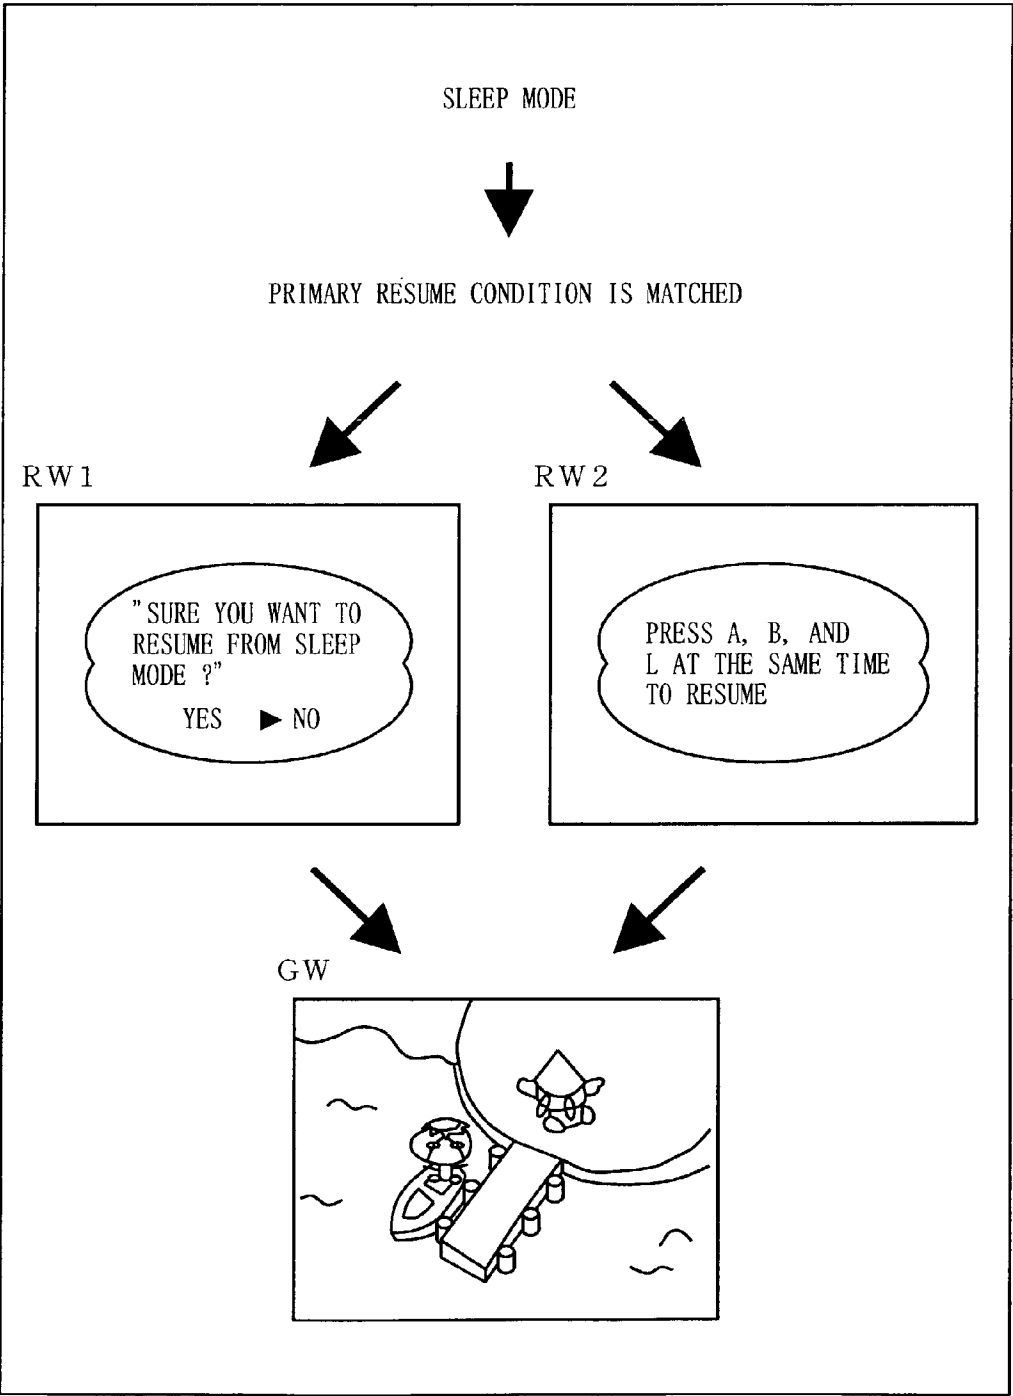 SLEEP MODE
PRIMARY RESUME CONDITION IS MATCHED
RW1
"SURE YOU WANT TO
RESUME FROM SLEEP
MODE ?"
YES ▶ NO
RW2
PRESS A, B, AND
L AT THE SAME TIME
TO RESUME
GW